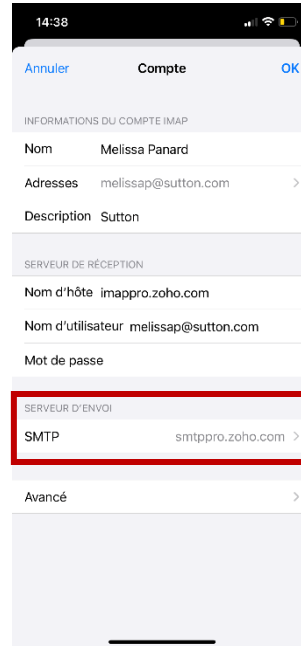 14:38
Annuler Compte OK
INFORMATIONS DU COMPTE IMAP
Nom Melissa Panard
Adresses melissap@sutton.com
Description Sutton
SERVEUR DE RÉCEPTION
Nom d'hôte imappro.zoho.com
Nom d'utilisateur melissap@sutton.com
Mot de passe
SERVEUR D'ENVOI
SMTP smtppro.zoho.com
Avancé